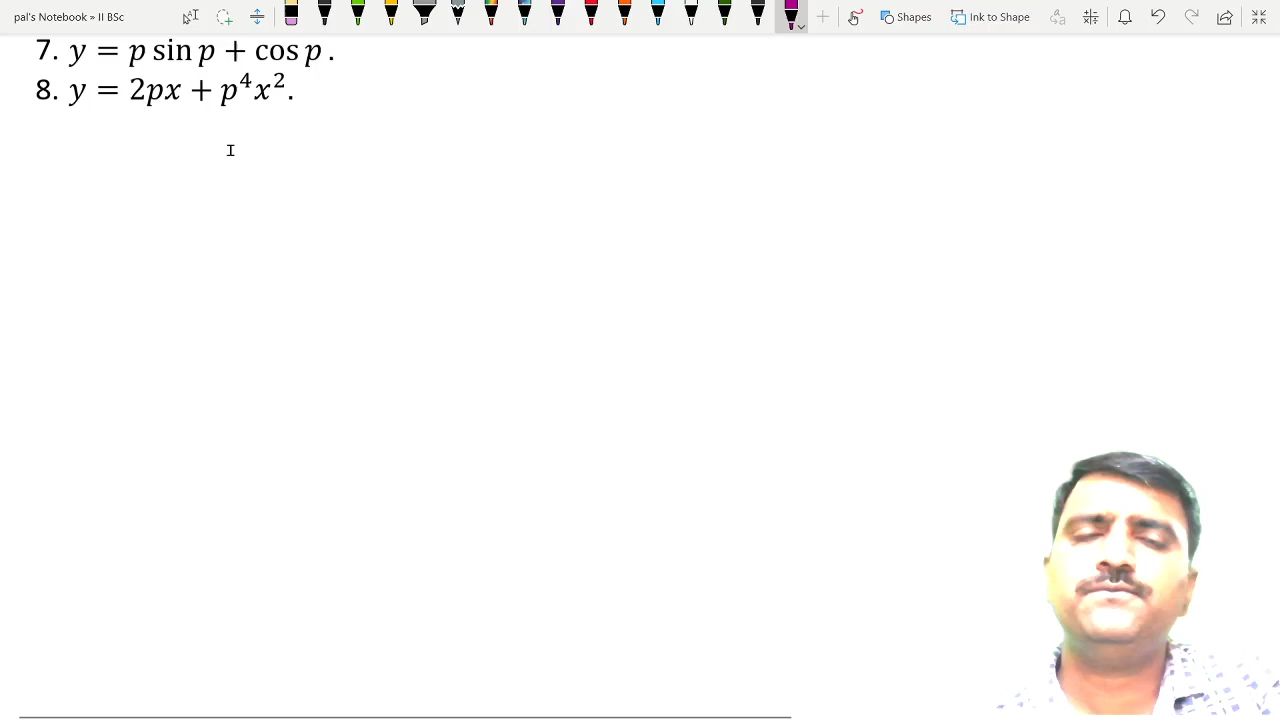 pal's Notebook » II BSc
Shapes
Ink to Shape
7. y = p sin p + cos p .
8. y = 2px + p⁴x².